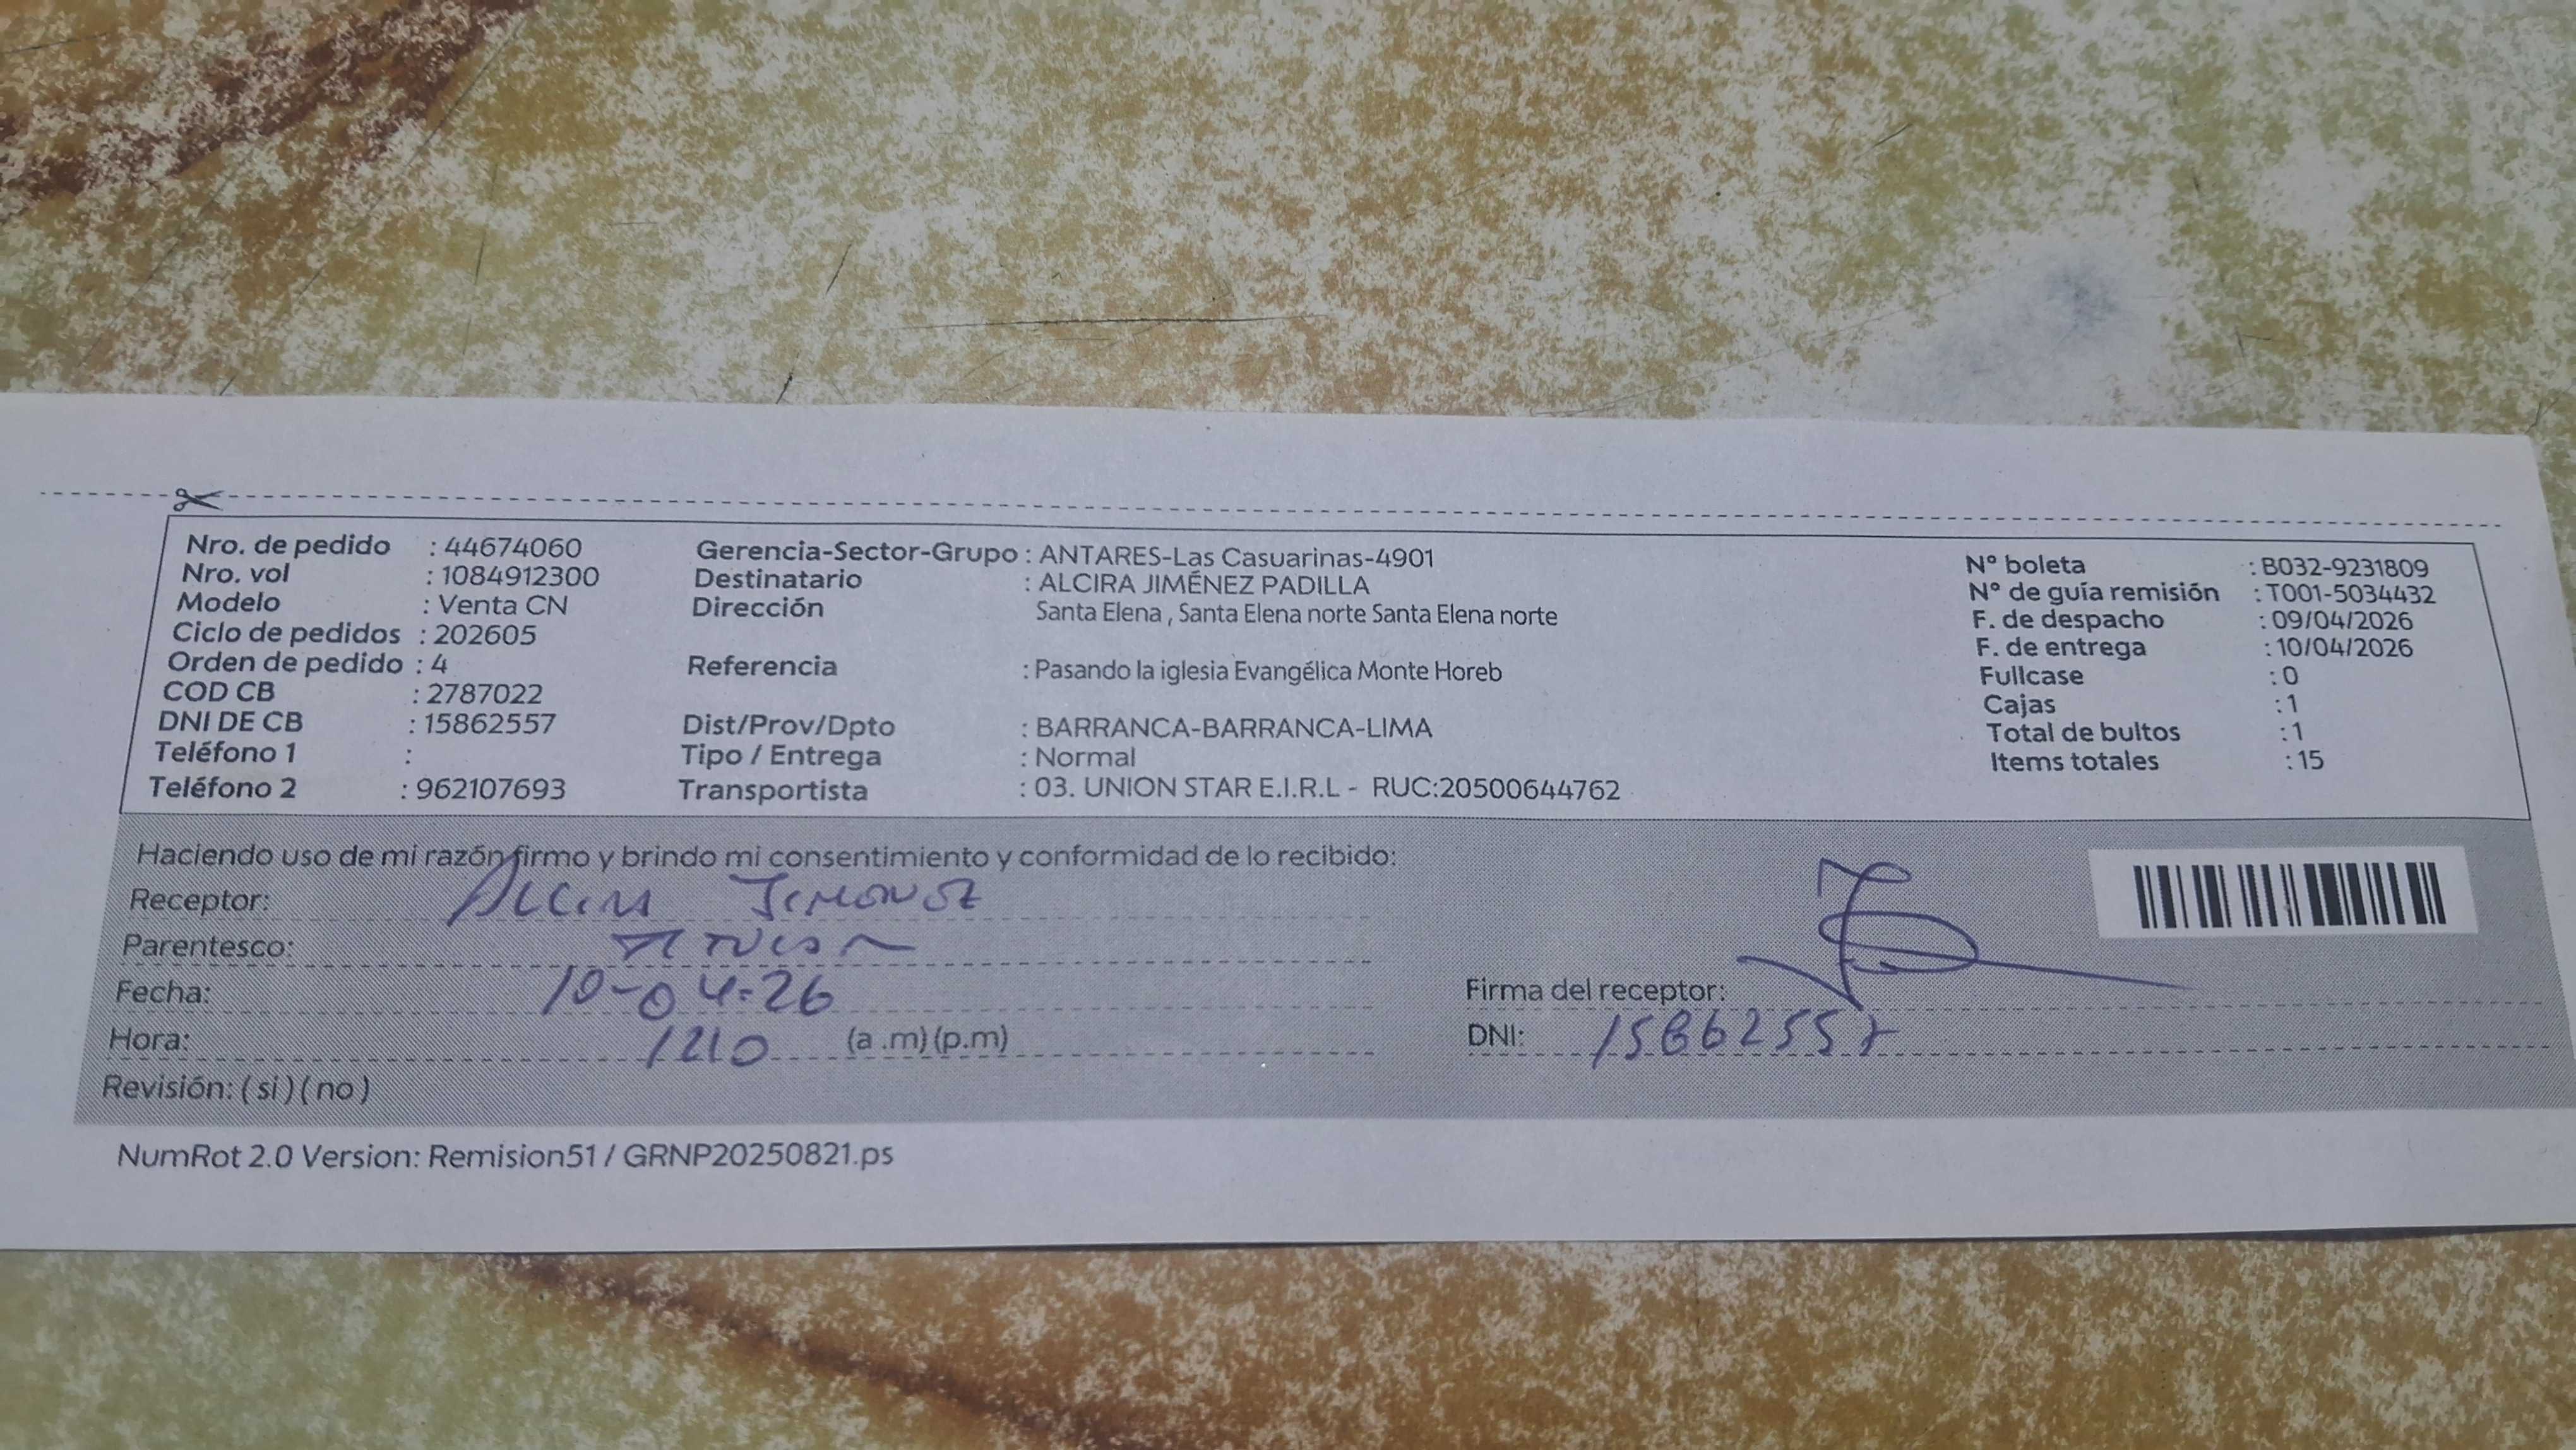 Nro. de pedido : 44674060
Nro. vol : 1084912300
Modelo : Venta CN
Ciclo de pedidos : 202605
Orden de pedido : 4
COD CB : 2787022
DNI DE CB : 15862557
Teléfono 1 :
Teléfono 2 : 962107693
Gerencia-Sector-Grupo : ANTARES-Las Casuarinas-4901
Destinatario : ALCIRA JIMÉNEZ PADILLA
Dirección Santa Elena , Santa Elena norte Santa Elena norte
Referencia : Pasando la iglesia Evangélica Monte Horeb
Dist/Prov/Dpto : BARRANCA-BARRANCA-LIMA
Tipo / Entrega : Normal
Transportista : 03. UNION STAR E.I.R.L - RUC:20500644762
Nº boleta : B032-9231809
Nº de guía remisión : T001-5034432
F. de despacho : 09/04/2026
F. de entrega : 10/04/2026
Fullcase : 0
Cajas : 1
Total de bultos : 1
Items totales : 15
Haciendo uso de mi razón firmo y brindo mi consentimiento y conformidad de lo recibido:
Receptor: ALCIRA JIMENEZ
Parentesco: TITULAR
Fecha: 10-04-26
Hora: 1210 (a .m) (p.m)
Revisión: ( si ) ( no )
Firma del receptor:
DNI: 15862557
NumRot 2.0 Version: Remision51 / GRNP20250821.ps